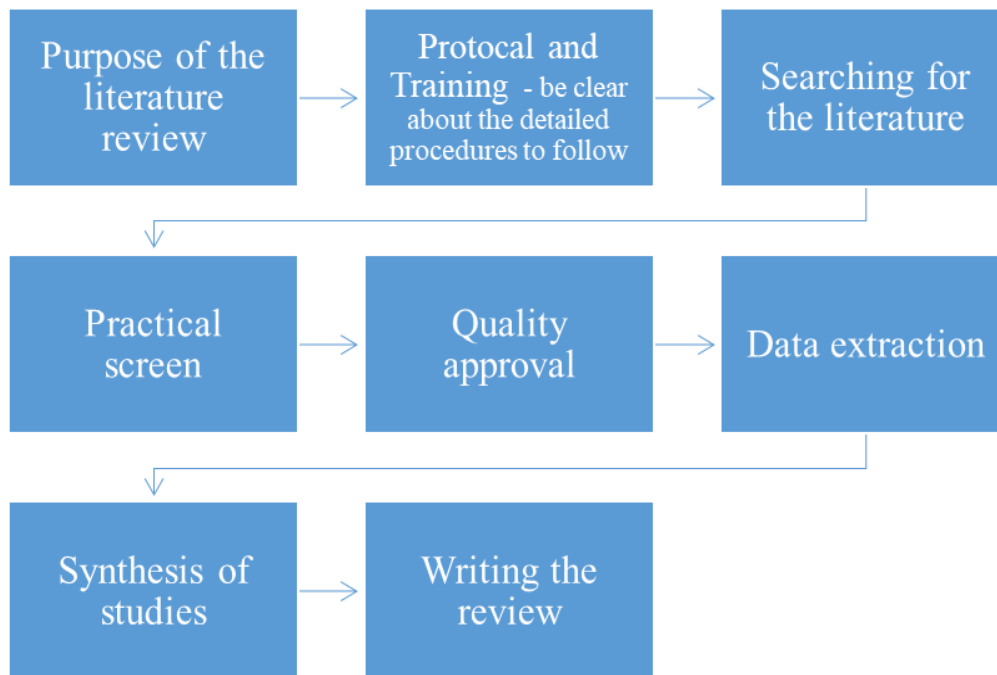 Purpose of the
literature
review
Protocal and
Training - be clear
about the detailed
procedures to follow
Searching for
the literature
Practical
screen
Quality
approval
Data extraction
Synthesis of
studies
Writing the
review